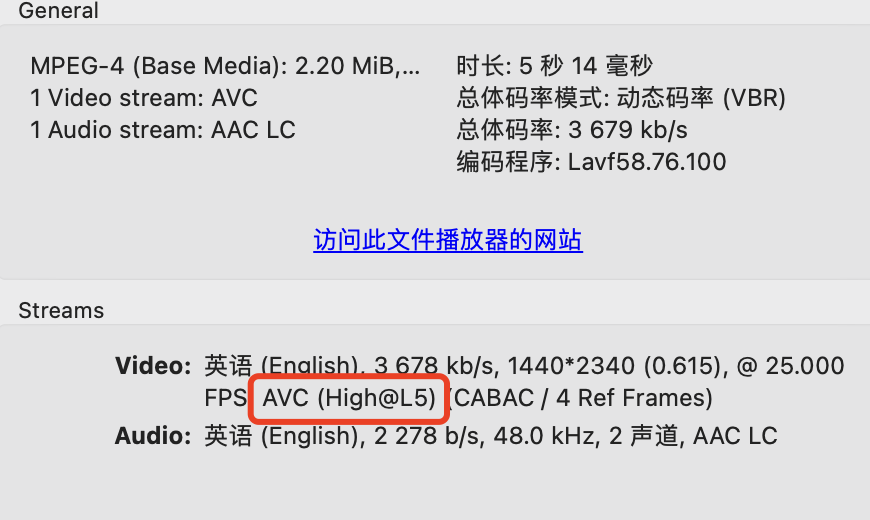 General
MPEG-4 (Base Media): 2.20 MiB,...
1 Video stream: AVC
1 Audio stream: AAC LC
时长: 5 秒 14 毫秒
总体码率模式: 动态码率 (VBR)
总体码率: 3 679 kb/s
编码程序: Lavf58.76.100
访问此文件播放器的网站
Streams
Video: 英语 (English), 3 678 kb/s, 1440*2340 (0.615), @ 25.000
FPS, AVC (High@L5) (CABAC / 4 Ref Frames)
Audio: 英语 (English), 2 278 b/s, 48.0 kHz, 2 声道, AAC LC